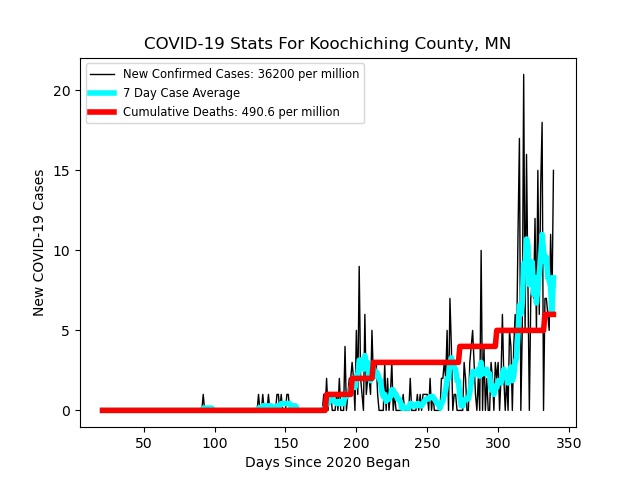 COVID-19 Stats For Koochiching County, MN
New Confirmed Cases: 36200 per million
7 Day Case Average
Cumulative Deaths: 490.6 per million
New COVID-19 Cases
20
15
10
5
0
50 100 150 200 250 300 350
Days Since 2020 Began